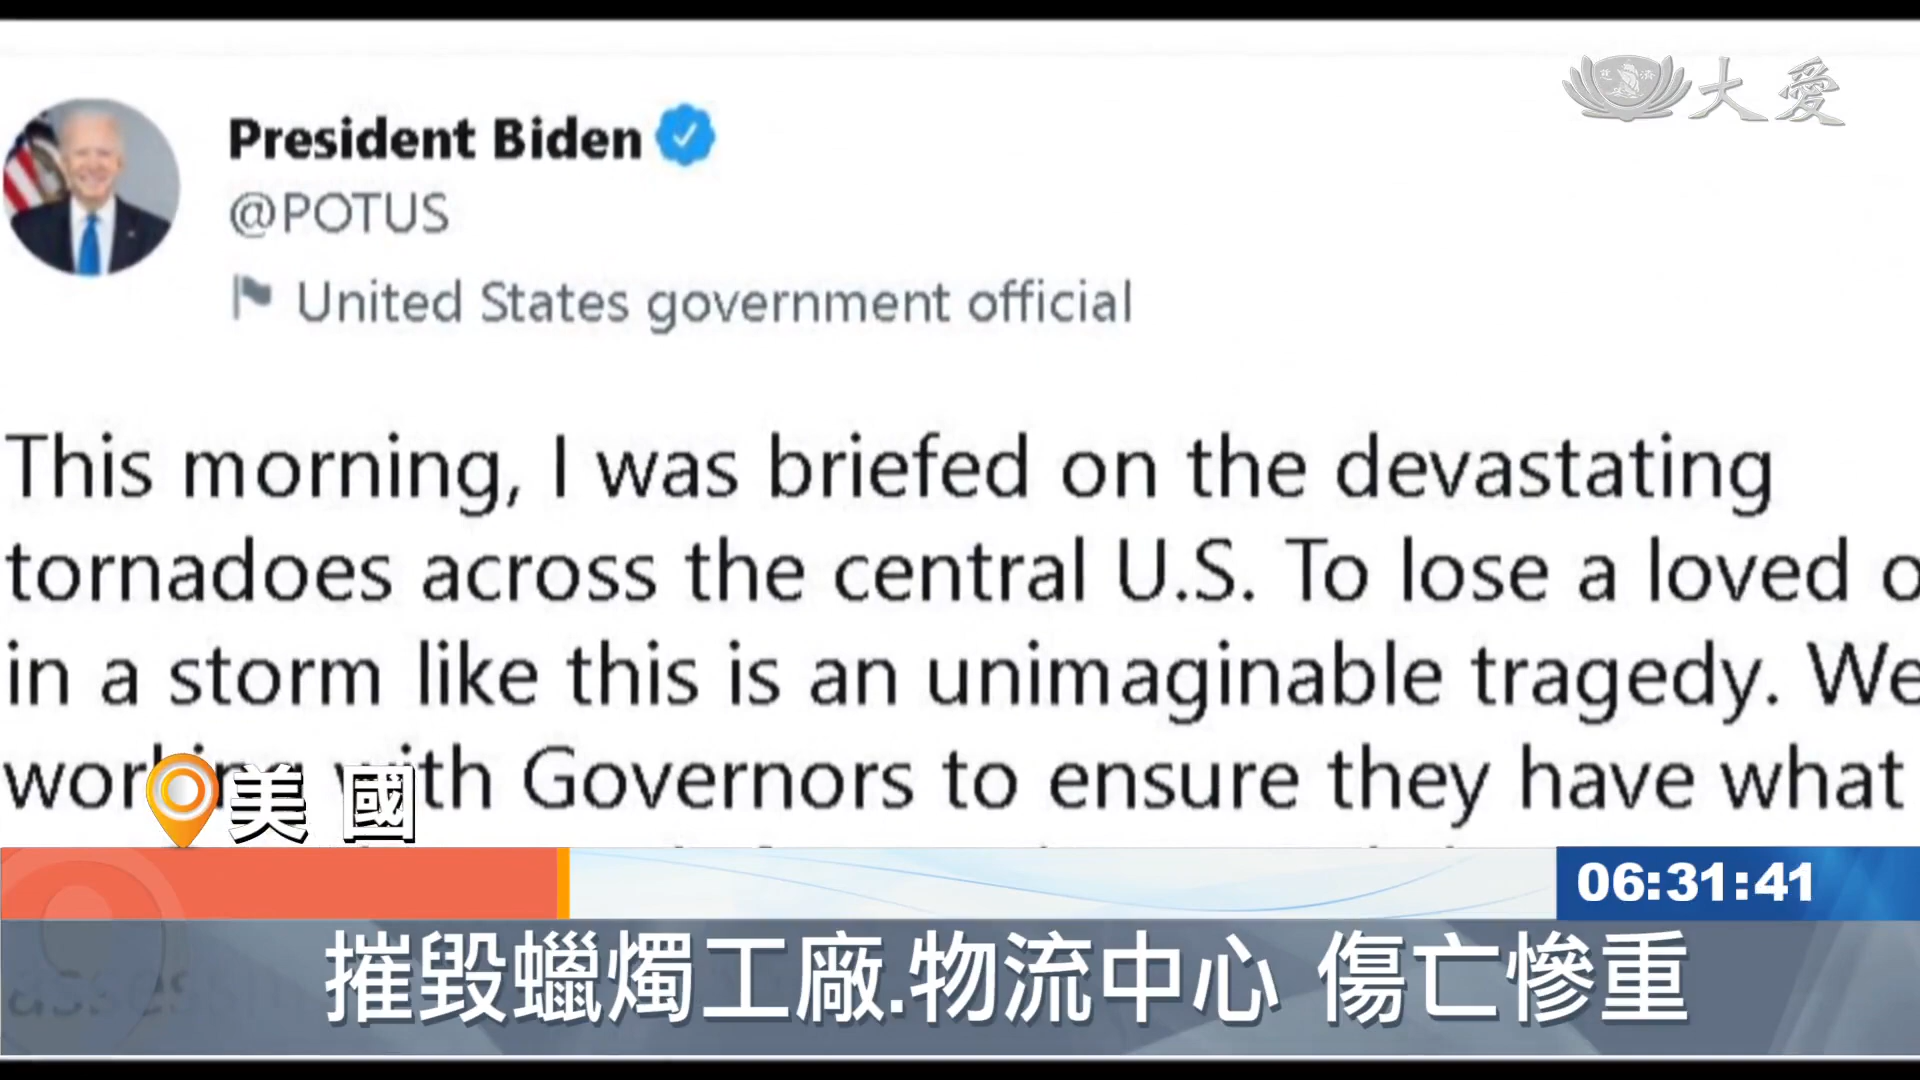 大愛
President Biden
@POTUS
United States government official
This morning, I was briefed on the devastating
tornadoes across the central U.S. To lose a loved
in a storm like this is an unimaginable tragedy. We
with Governors to ensure they have what
美國
06:31:41
摧毀蠟燭工廠.物流中心 傷亡慘重